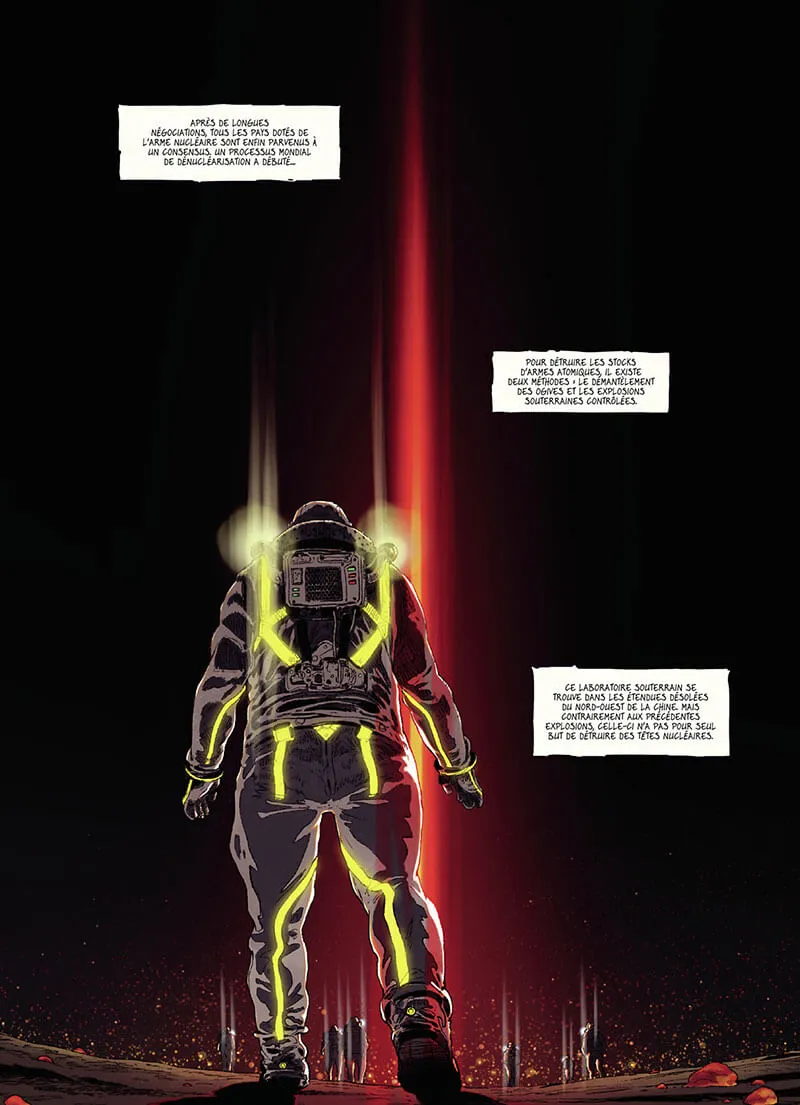 APRÈS DE LONGUES
NÉGOCIATIONS, TOUS LES PAYS DOTÉS DE
L'ARME NUCLÉAIRE SONT ENFIN PARVENUS À
UN CONSENSUS. UN PROCESSUS MONDIAL
DE DÉNUCLÉARISATION A DÉBUTÉ...
POUR DÉTRUIRE LES STOCKS
D'ARMES ATOMIQUES, IL EXISTE
DEUX MÉTHODES : LE DÉMANTÈLEMENT
DES OGIVES ET LES EXPLOSIONS
SOUTERRAINES CONTRÔLÉES.
CE LABORATOIRE SOUTERRAIN SE
TROUVE DANS LES ÉTENDUES DÉSOLÉES
DU NORD-OUEST DE LA CHINE. MAIS
CONTRAIREMENT AUX PRÉCÉDENTES
EXPLOSIONS, CELLE-CI N'A PAS POUR SEUL
BUT DE DÉTRUIRE DES TÊTES NUCLÉAIRES.